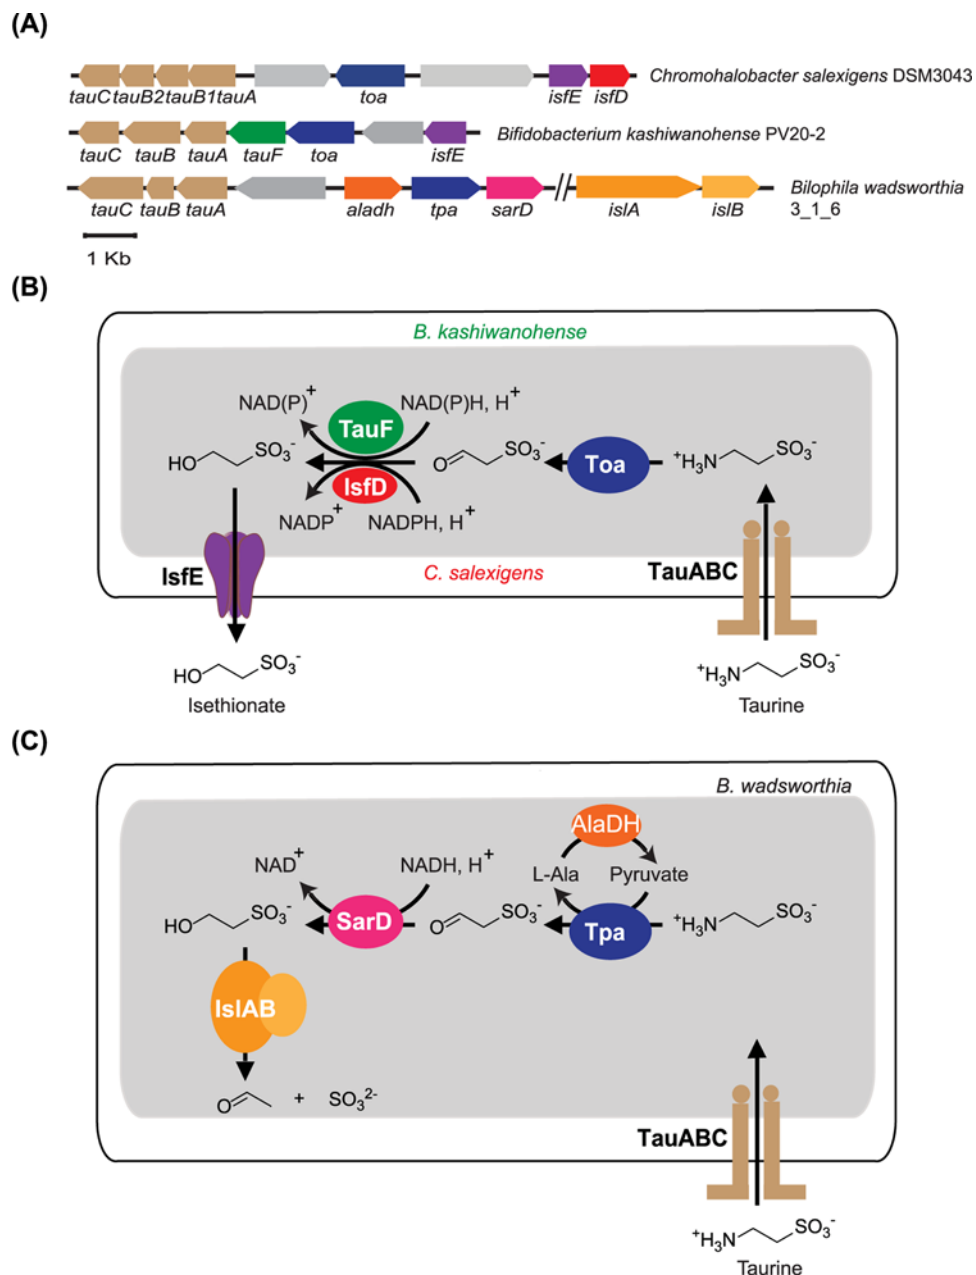 (A)
tauC tauB2 tauB1 tauA toa isfE isfD Chromohalobacter salexigens DSM3043
tauC tauB tauA tauF toa isfE Bifidobacterium kashiwanohense PV20-2
tauC tauB tauA aladh tpa sarD islA islB Bilophila wadsworthia
3_1_6
1 Kb
(B)
B. kashiwanohense
NAD(P)+ TauF NAD(P)H, H+
HO SO3- O SO3- Toa +H3N SO3-
IsfD
NADP+ NADPH, H+
IsfE C. salexigens TauABC
HO SO3- +H3N SO3-
Isethionate Taurine
(C)
B. wadsworthia
AlaDH
NAD+ NADH, H+ L-Ala Pyruvate
HO SO3- SarD O SO3- Tpa +H3N SO3-
IslAB
O + SO32-
TauABC
+H3N SO3-
Taurine